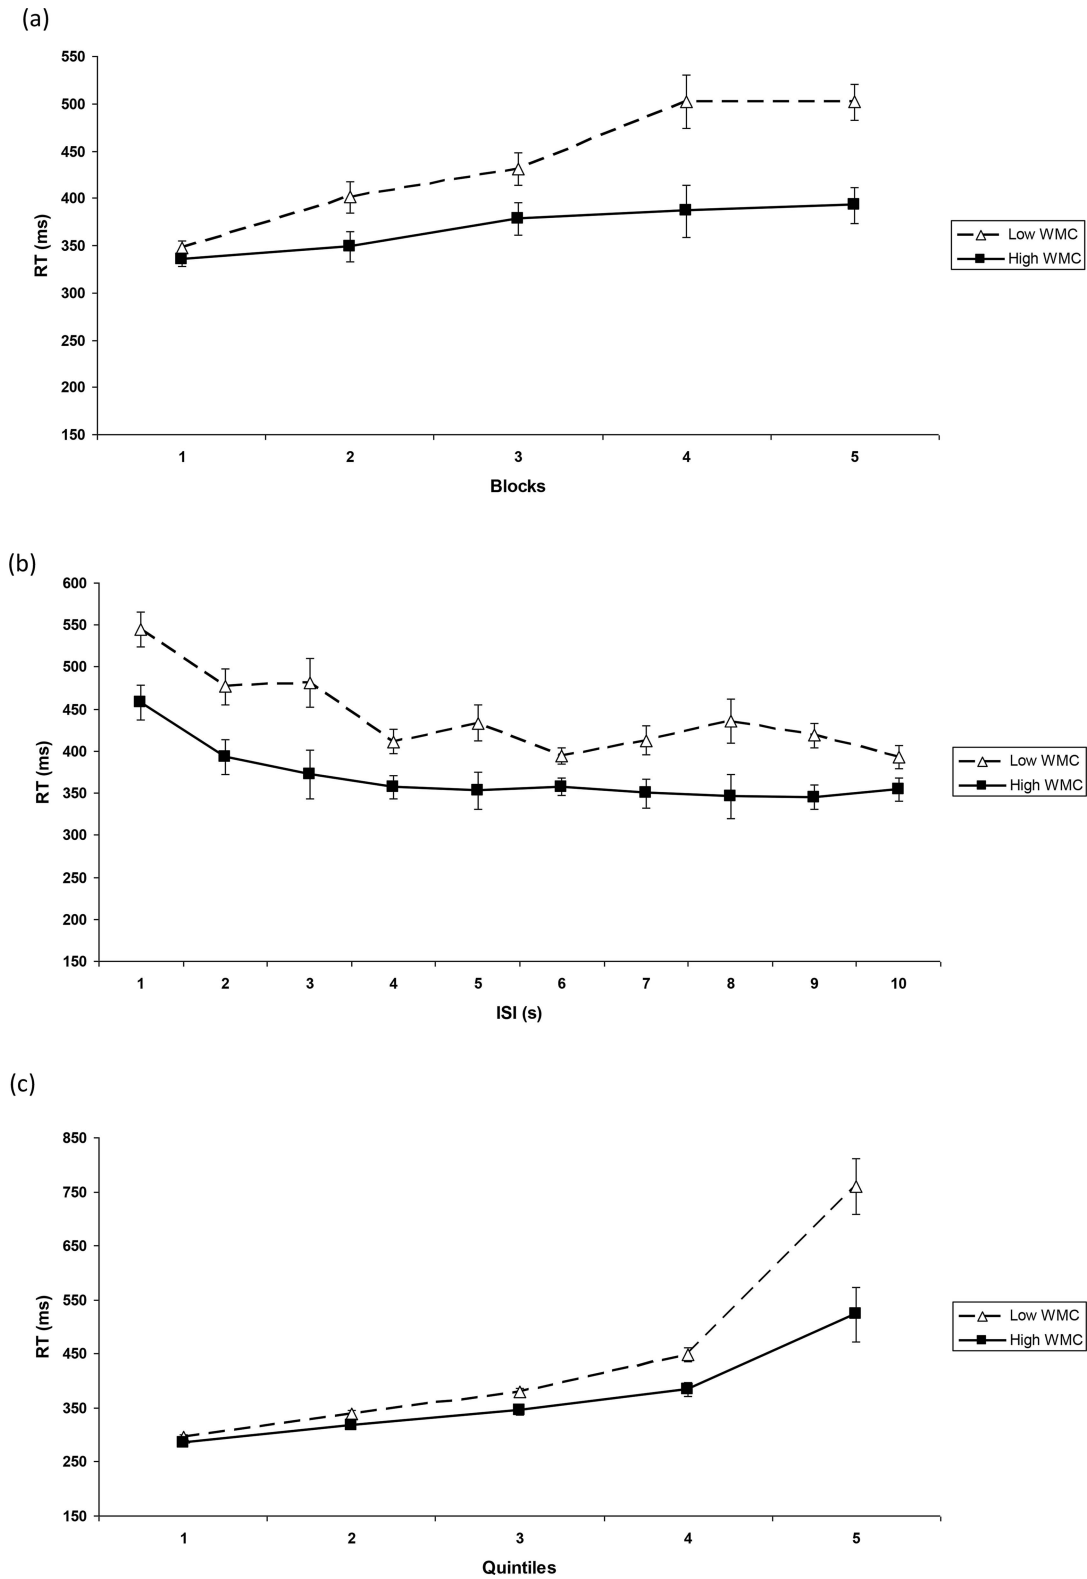 (a)
550
500
450
400
350
300
250
200
150
RT (ms)
1 2 3 4 5
Blocks
Low WMC
High WMC
(b)
600
550
500
450
400
350
300
250
200
150
RT (ms)
1 2 3 4 5 6 7 8 9 10
ISI (s)
Low WMC
High WMC
(c)
850
750
650
550
450
350
250
150
RT (ms)
1 2 3 4 5
Quintiles
Low WMC
High WMC